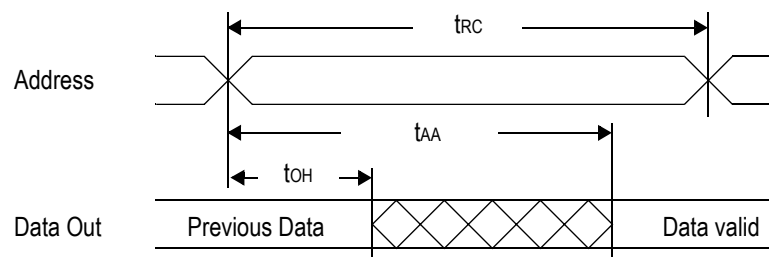 tRC
Address
tAA
tOH
Data Out
Previous Data
Data valid